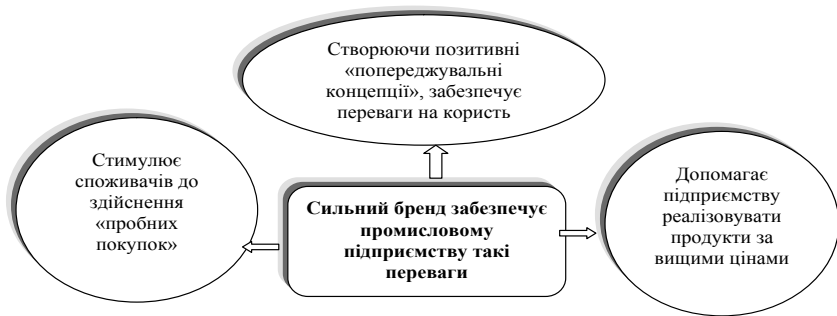 Створюючи позитивні
«попереджувальні
концепції», забезпечує
переваги на користь
Стимулює
споживачів до
здійснення
«пробних
покупок»
Сильний бренд забезпечує
промисловому
підприємству такі
переваги
Допомагає
підприємству
реалізовувати
продукти за
вищими цінами